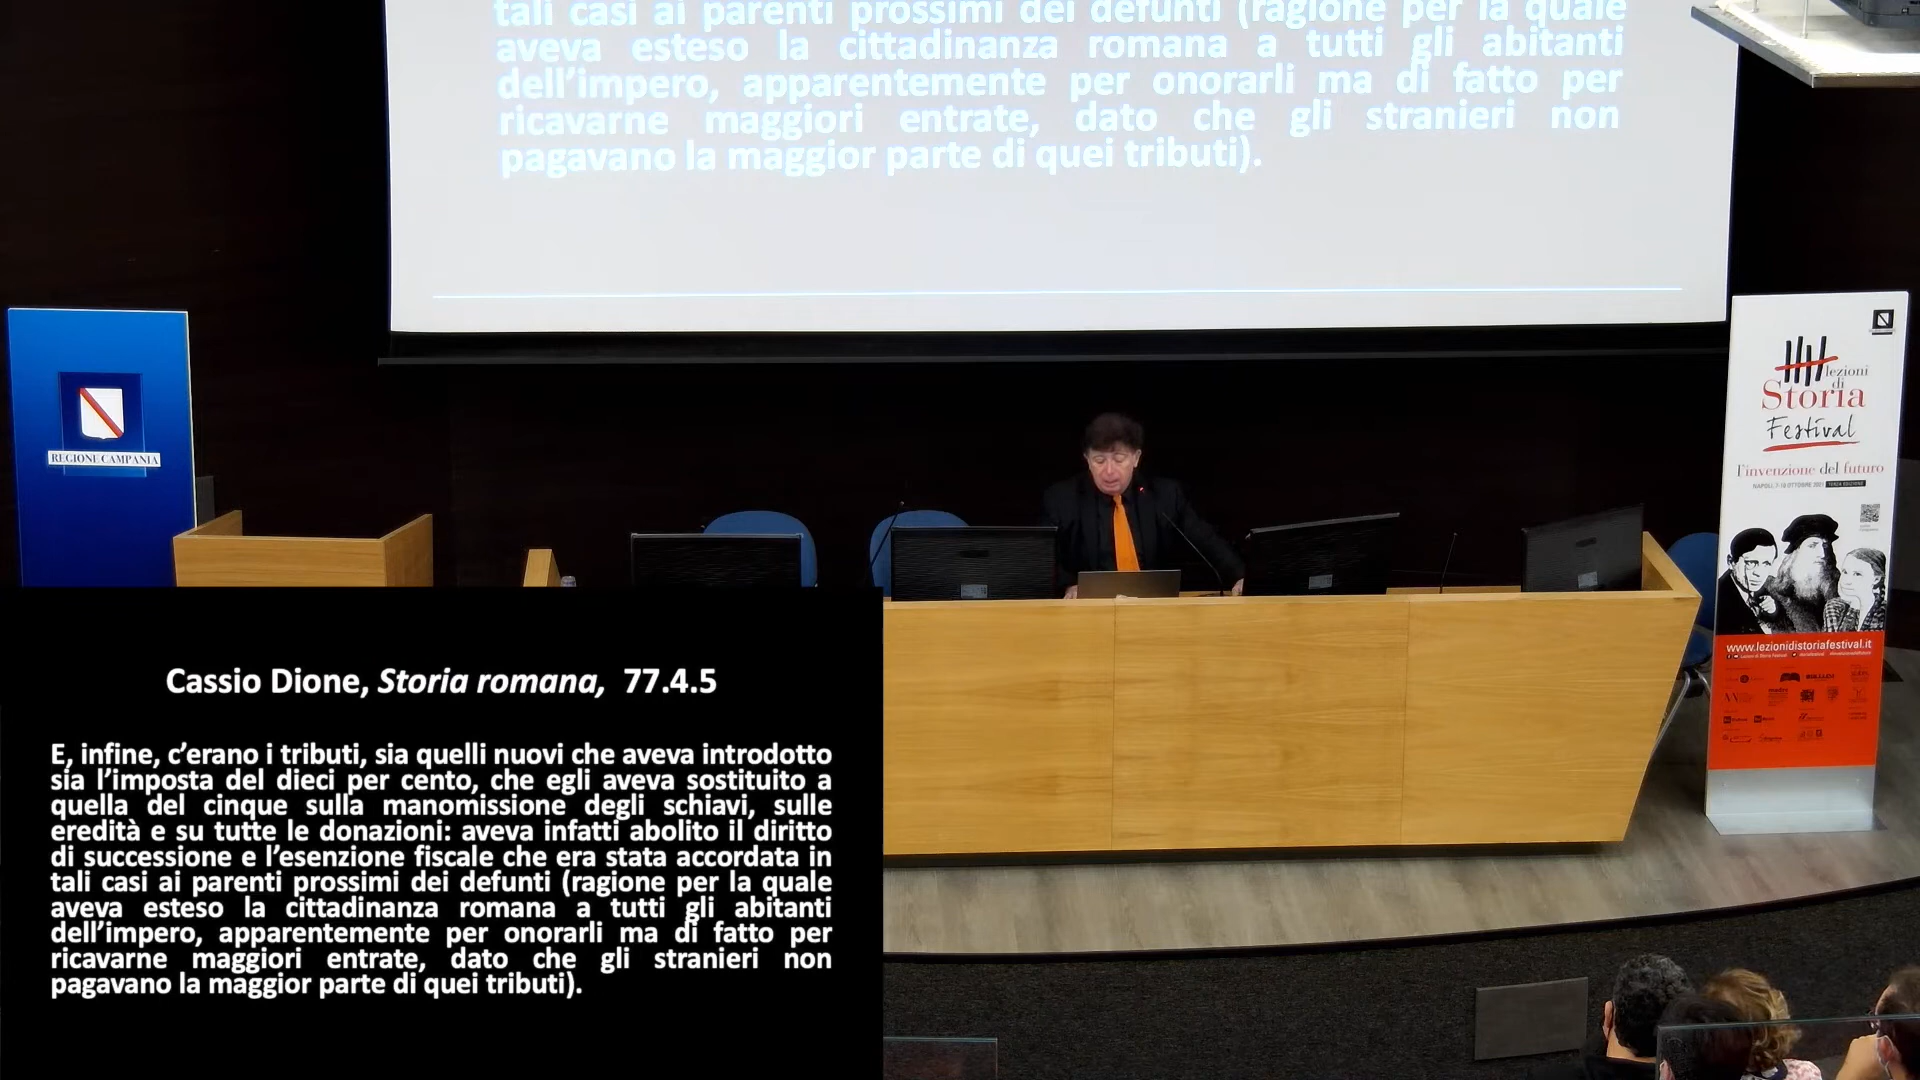 tali casi ai parenti prossimi dei defunti (ragione per la quale
aveva esteso la cittadinanza romana a tutti gli abitanti
dell'impero, apparentemente per onorarli ma di fatto per
ricavarne maggiori entrate, dato che gli stranieri non
pagavano la maggior parte di quei tributi).
REGIONE CAMPANIA
lezioni
di
Storia
Festival
l'invenzione del futuro
NAPOLI, 7-10 OTTOBRE 2021 TERZA EDIZIONE
www.lezionidistoriafestival.it
Cassio Dione, Storia romana, 77.4.5
E, infine, c'erano i tributi, sia quelli nuovi che aveva introdotto
sia l'imposta del dieci per cento, che egli aveva sostituito a
quella del cinque sulla manomissione degli schiavi, sulle
eredità e su tutte le donazioni: aveva infatti abolito il diritto
di successione e l'esenzione fiscale che era stata accordata in
tali casi ai parenti prossimi dei defunti (ragione per la quale
aveva esteso la cittadinanza romana a tutti gli abitanti
dell'impero, apparentemente per onorarli ma di fatto per
ricavarne maggiori entrate, dato che gli stranieri non
pagavano la maggior parte di quei tributi).